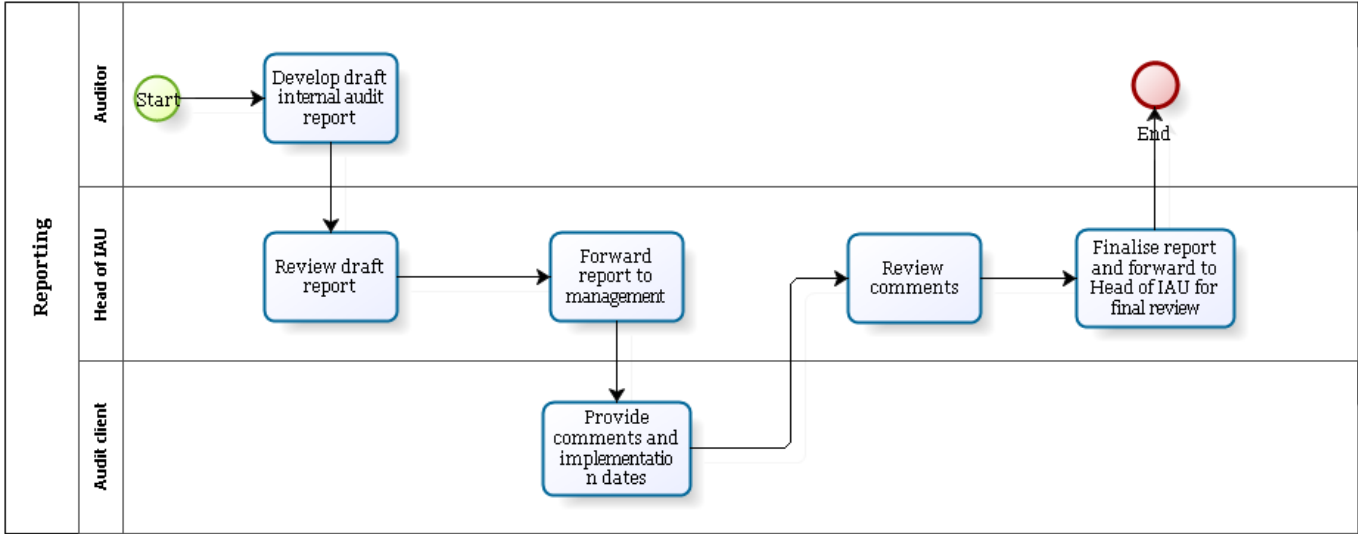 Reporting
Auditor
Start
Develop draft
internal audit
report
End
Head of IAU
Review draft
report
Forward
report to
management
Review
comments
Finalise report
and forward to
Head of IAU for
final review
Audit client
Provide
comments and
implementatio
n dates